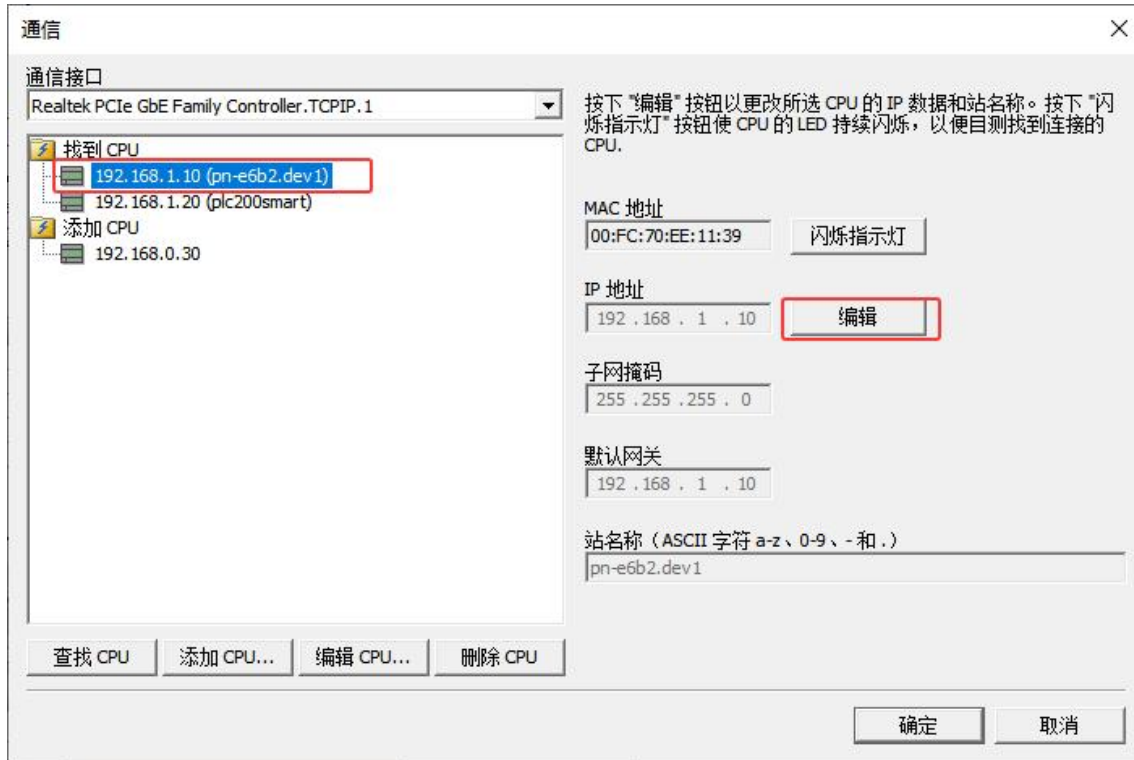 通信
通信接口
Realtek PCIe GbE Family Controller.TCPIP.1
找到 CPU
192.168.1.10 (pn-e6b2.dev1)
192.168.1.20 (plc200smart)
添加 CPU
192.168.0.30
查找 CPU
添加 CPU...
编辑 CPU...
删除 CPU
按下 "编辑" 按钮以更改所选 CPU 的 IP 数据和站名称。按下 "闪
烁指示灯" 按钮使 CPU 的 LED 持续闪烁，以便目测找到连接的
CPU.
MAC 地址
00:FC:70:EE:11:39
闪烁指示灯
IP 地址
192 . 168 . 1 . 10
编辑
子网掩码
255 . 255 . 255 . 0
默认网关
192 . 168 . 1 . 10
站名称（ASCII 字符 a-z、0-9、- 和 .）
pn-e6b2.dev1
确定
取消